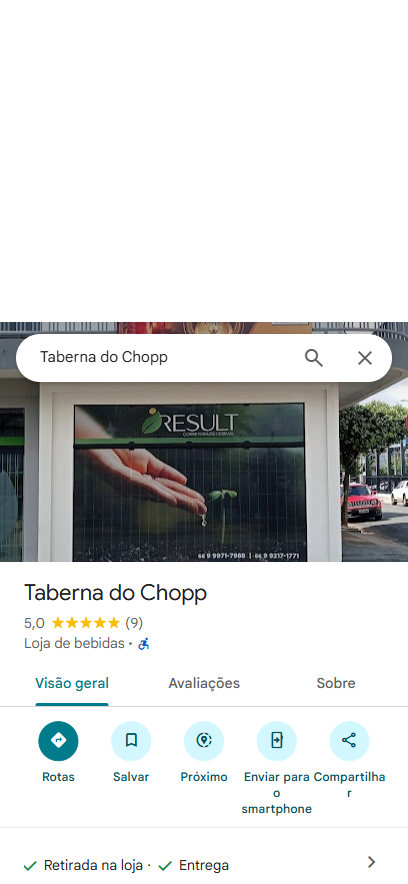 Taberna do Chopp
RESULT
CORRETORA DE CEREAIS
66 9 9971-7988 | 66 9 9217-1771
Taberna do Chopp
5,0 (9)
Loja de bebidas ·
Visão geral
Avaliações
Sobre
Rotas
Salvar
Próximo
Enviar para
o
smartphone
Compartilha
r
Retirada na loja ·
Entrega